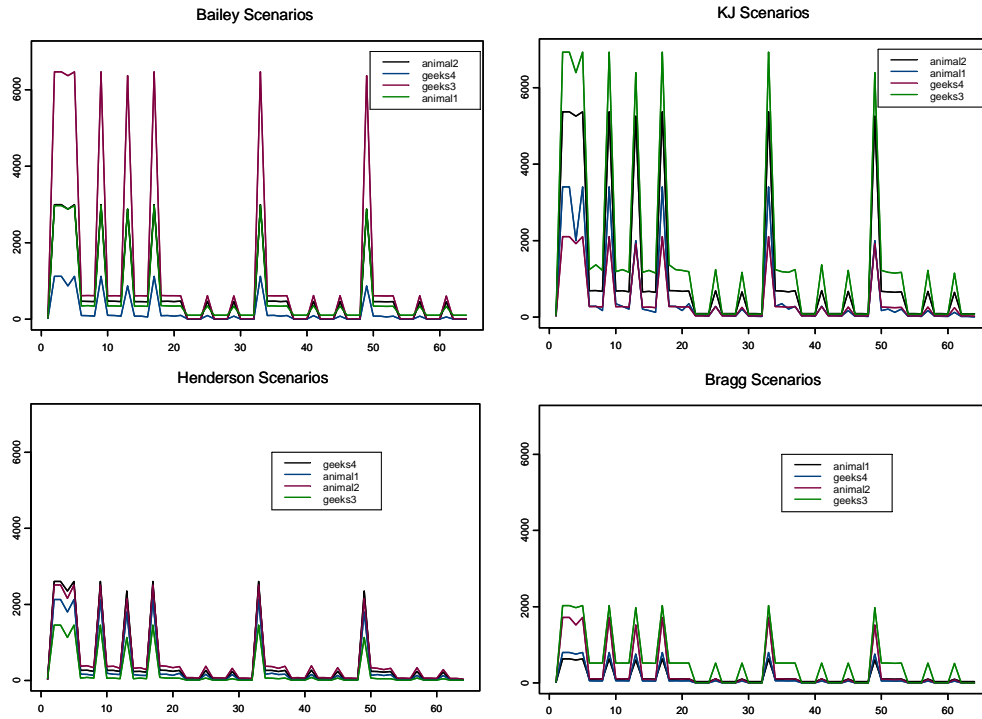 Bailey Scenarios
animal2
geeks4
geeks3
animal1
6000
4000
2000
0
0 10 20 30 40 50 60
KJ Scenarios
animal2
animal1
geeks4
geeks3
6000
4000
2000
0
0 10 20 30 40 50 60
Henderson Scenarios
geeks4
animal1
animal2
geeks3
6000
4000
2000
0
0 10 20 30 40 50 60
Bragg Scenarios
animal1
geeks4
animal2
geeks3
6000
4000
2000
0
0 10 20 30 40 50 60